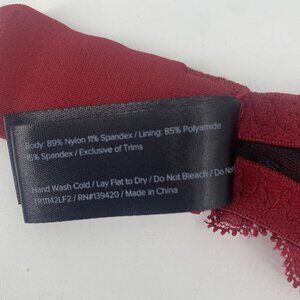 Body: 89% Nylon 11% Spandex / Lining: 85% Polyamide
15% Spandex / Exclusive of Trims
Hand Wash Cold / Lay Flat to Dry / Do Not Bleach / Do Not
TR11142LF2 / RN#139420 / Made in China